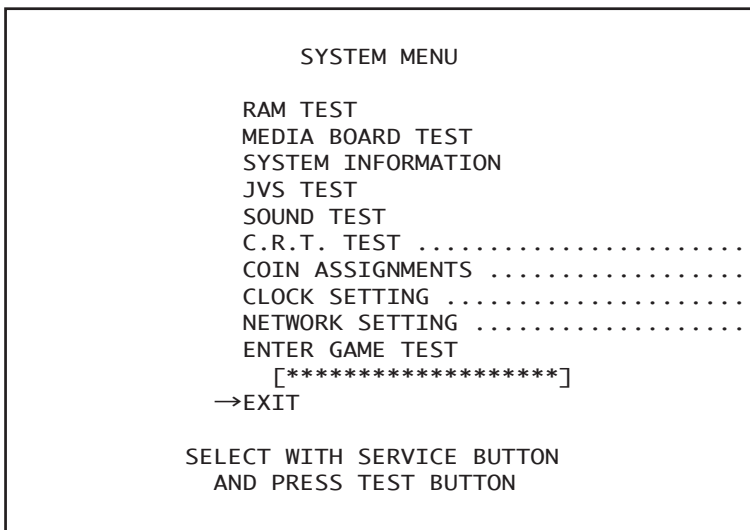 SYSTEM MENU
RAM TEST
MEDIA BOARD TEST
SYSTEM INFORMATION
JVS TEST
SOUND TEST
C.R.T. TEST .......................
COIN ASSIGNMENTS ..................
CLOCK SETTING .....................
NETWORK SETTING ...................
ENTER GAME TEST
[*******************]
→EXIT
SELECT WITH SERVICE BUTTON
AND PRESS TEST BUTTON